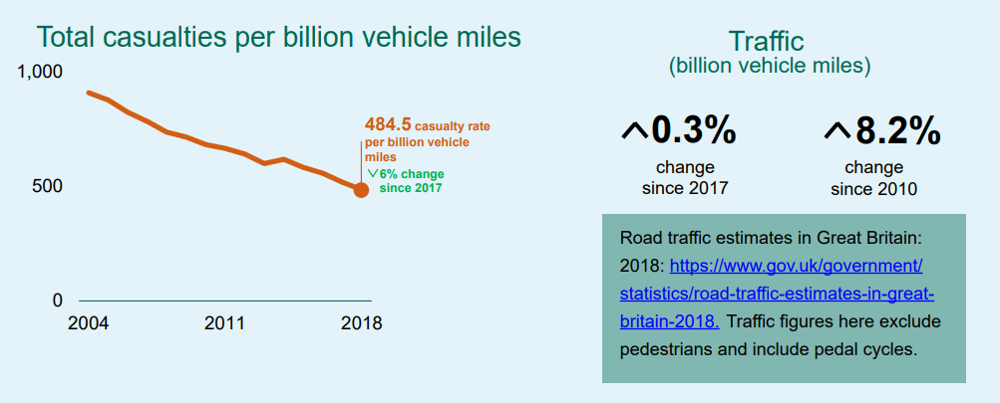 Total casualties per billion vehicle miles
1,000
500
0
2004
2011
2018
484.5 casualty rate
per billion vehicle
miles
6% change
since 2017
Traffic
(billion vehicle miles)
0.3%
change
since 2017
8.2%
change
since 2010
Road traffic estimates in Great Britain:
2018: https://www.gov.uk/government/
statistics/road-traffic-estimates-in-great-
britain-2018. Traffic figures here exclude
pedestrians and include pedal cycles.